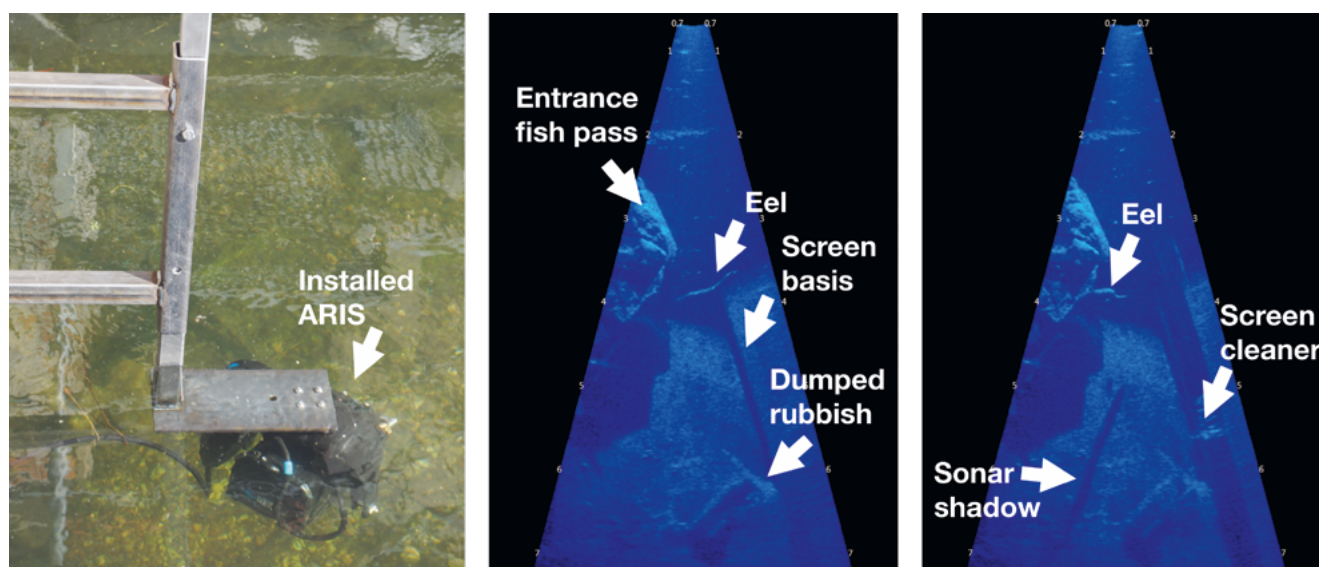 Installed
ARIS
0.7 0.7
1 1
Entrance
fish pass
2 2
Eel
3 3
Screen
basis
4 4
Dumped
rubbish
5
6 6
7 7
0.7 0.7
1 1
2 2
Eel
3
3
4
4
Screen
cleaner
5 5
Sonar
shadow
6 6
7 7